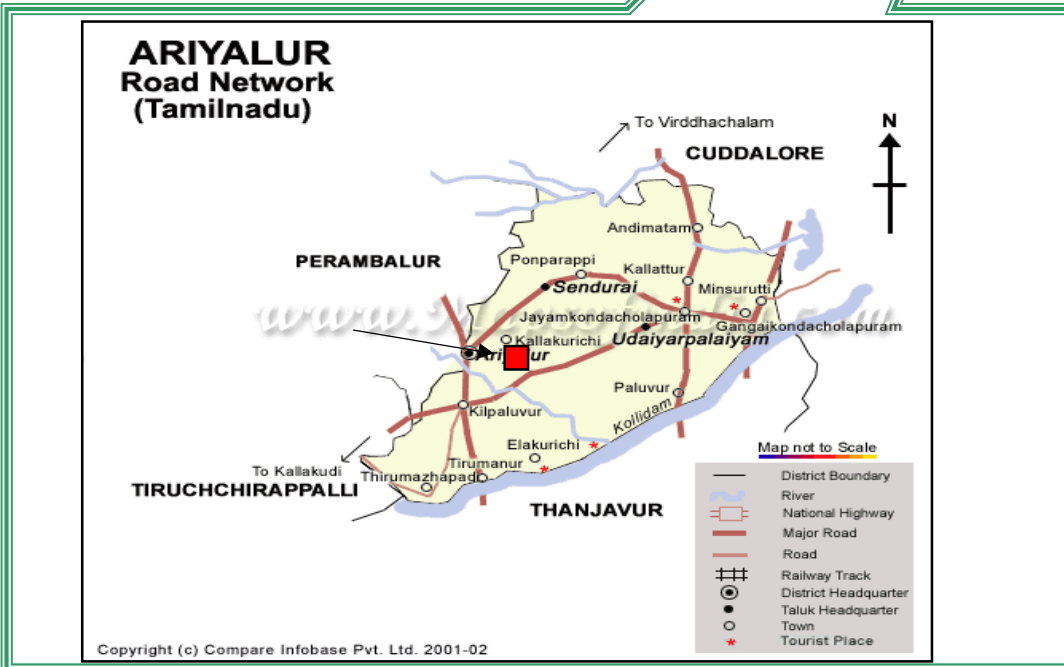 ARIYALUR
Road Network
(Tamilnadu)
To Virddhachalam
N
CUDDALORE
Andimatam
PERAMBALUR
Ponparappi
Kallattur
Sendurai
Minsurutti
Jayamkondacholapuram
Gangaikondacholapuram
Udaiyarpalaiyam
Kallakurichi
Paluvur
Kilpaluvur
Kollidam
Elakurichi
To Kallakudi
Tirumanur
Thirumazhapadi
TIRUCHCHIRAPPALLI
THANJAVUR
Map not to Scale
District Boundary
River
National Highway
Major Road
Road
Railway Track
District Headquarter
Taluk Headquarter
Town
Tourist Place
Copyright (c) Compare Infobase Pvt. Ltd. 2001-02